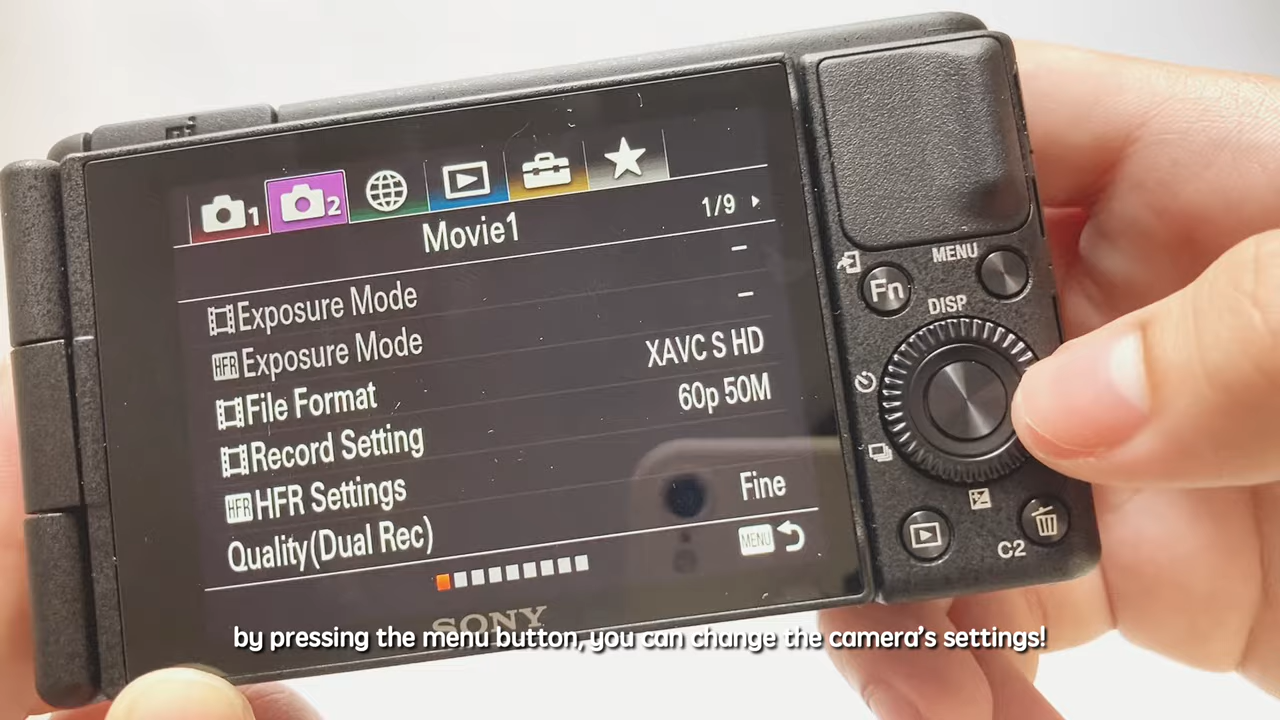 1
2
Movie1
1/9
Exposure Mode
–
HFR Exposure Mode
–
File Format XAVC S HD
Record Setting 60p 50M
HFR HFR Settings
Quality(Dual Rec) Fine
MENU
SONY
MENU
Fn
DISP
C2
by pressing the menu button, you can change the camera's settings!